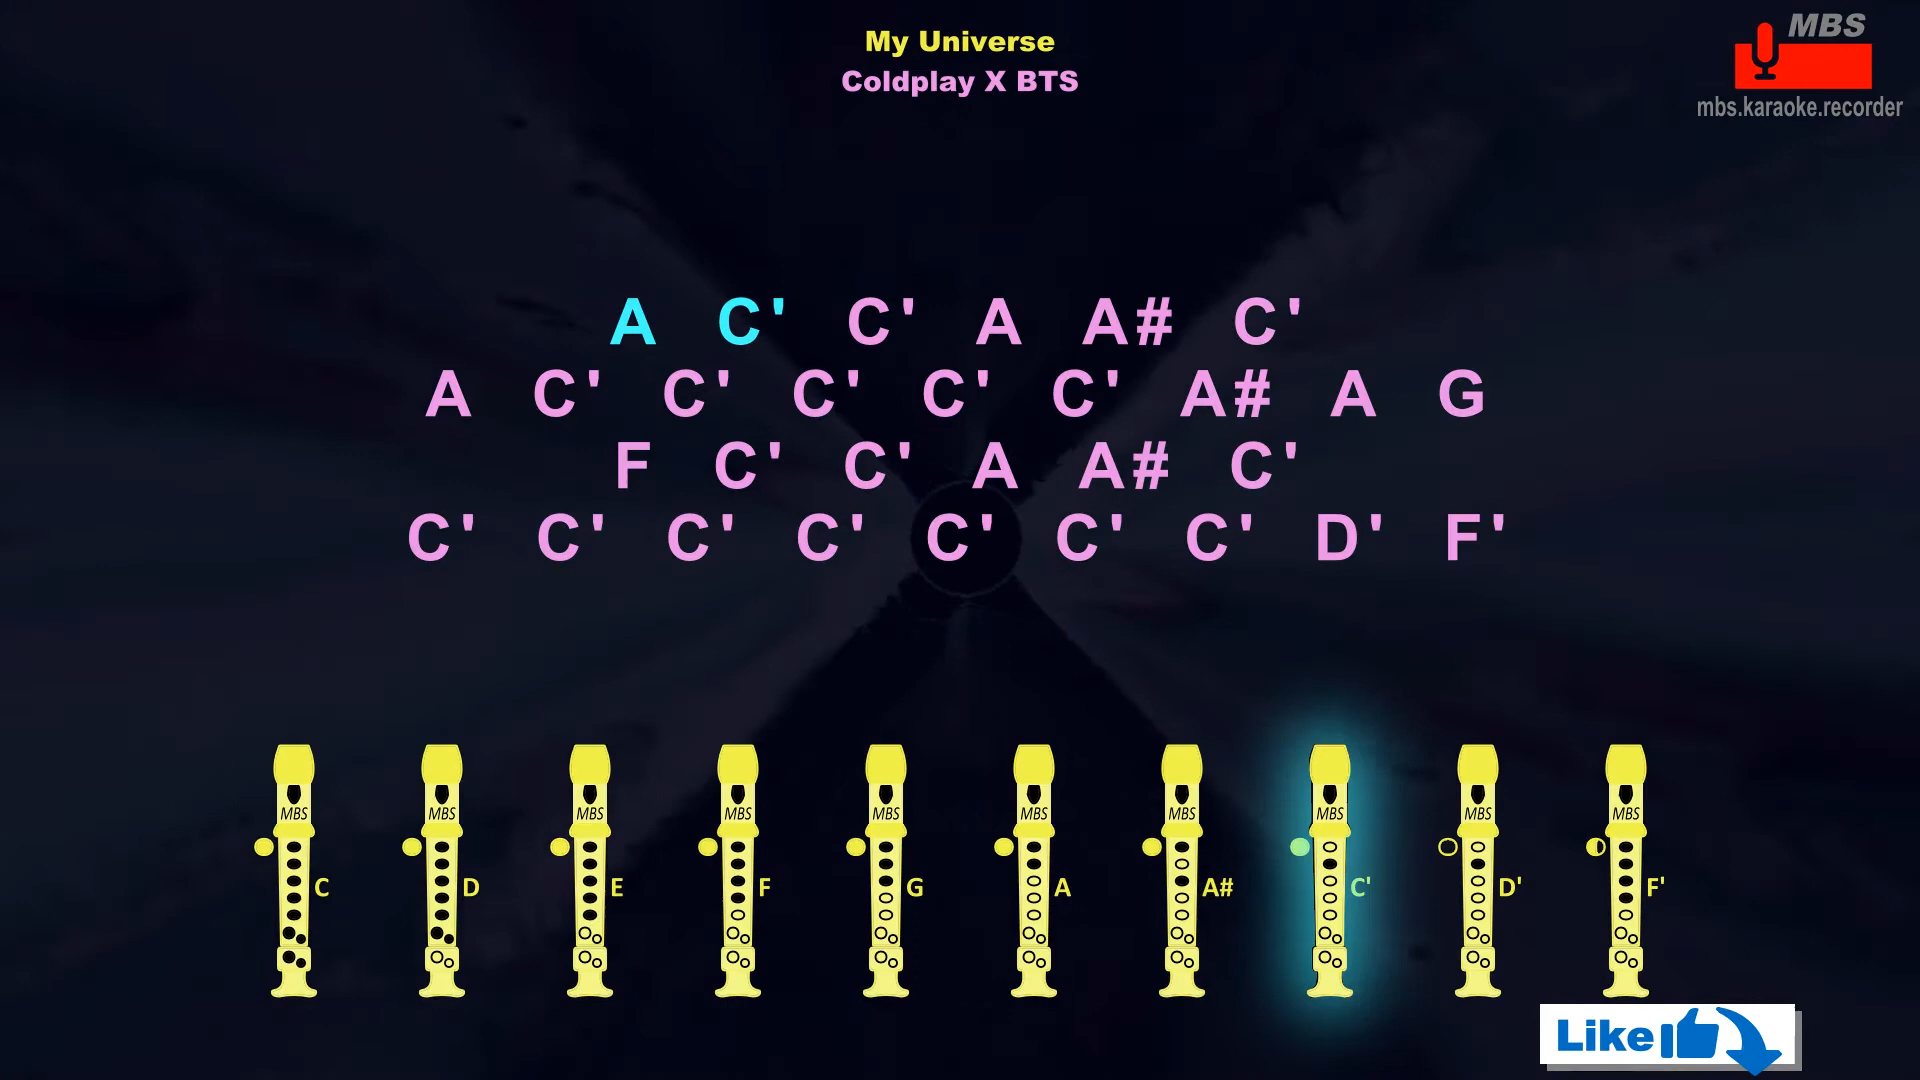 My Universe
Coldplay X BTS
MBS
mbs.karaoke.recorder
A C' C' A A# C'
A C' C' C' C' C' A# A G
F C' C' A A# C'
C' C' C' C' C' C' C' D' F'
MBS MBS MBS MBS MBS MBS MBS MBS MBS MBS
C D E F G A A# C' D' F'
Like